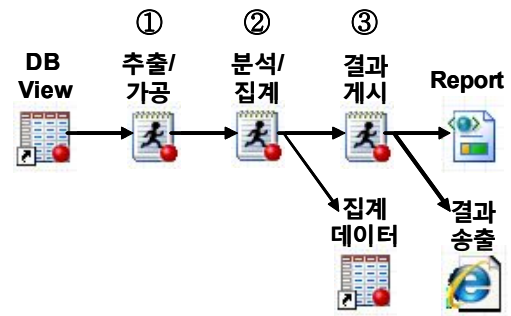 ①
②
③
DB
View
추출/
가공
분석/
집계
결과
게시
Report
집계
데이터
결과
송출